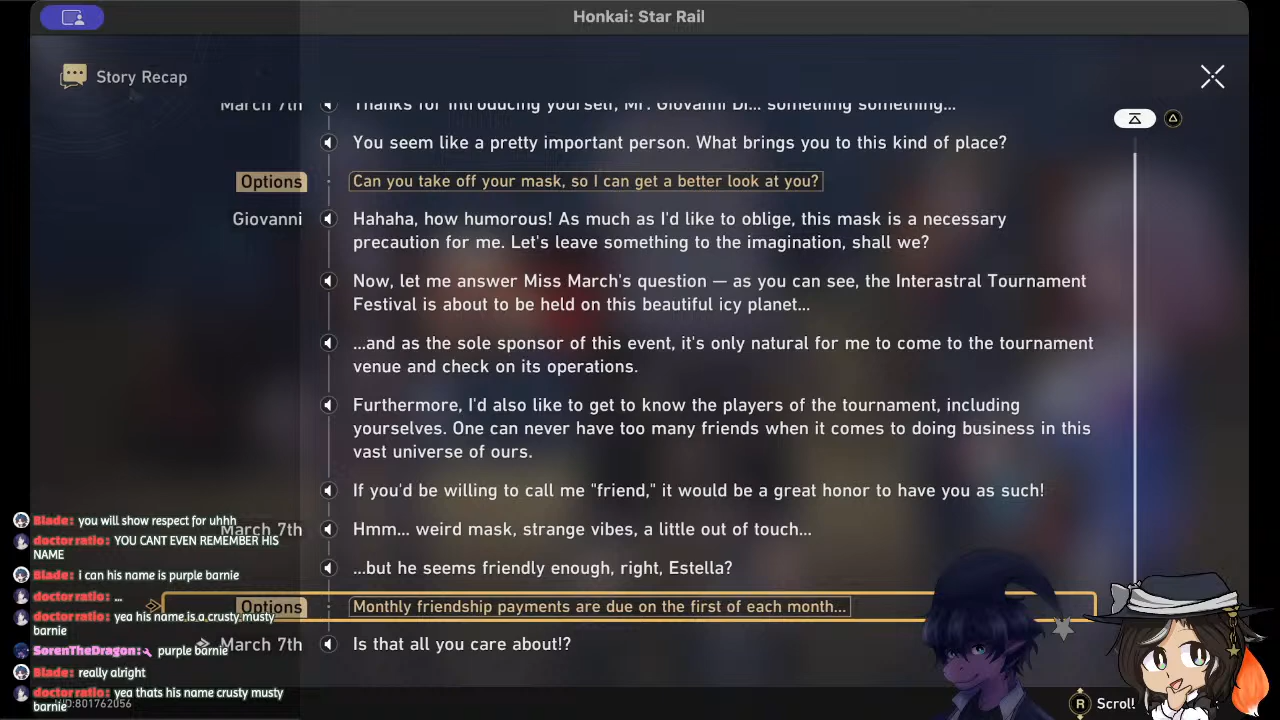 Honkai: Star Rail
Story Recap
March 7th Thanks for introducing yourself, Mr. Giovanni Di... something something...
You seem like a pretty important person. What brings you to this kind of place?
Options Can you take off your mask, so I can get a better look at you?
Giovanni Hahaha, how humorous! As much as I'd like to oblige, this mask is a necessary
precaution for me. Let's leave something to the imagination, shall we?
Now, let me answer Miss March's question — as you can see, the Interastral Tournament
Festival is about to be held on this beautiful icy planet...
...and as the sole sponsor of this event, it's only natural for me to come to the tournament
venue and check on its operations.
Furthermore, I'd also like to get to know the players of the tournament, including
yourselves. One can never have too many friends when it comes to doing business in this
vast universe of ours.
If you'd be willing to call me "friend," it would be a great honor to have you as such!
March 7th Hmm... weird mask, strange vibes, a little out of touch...
...but he seems friendly enough, right, Estella?
Options Monthly friendship payments are due on the first of each month...
March 7th Is that all you care about!?
Blade: you will show respect for uhhh
doctorratio: YOU CANT EVEN REMEMBER HIS
NAME
Blade: i can his name is purple barnie
doctorratio: ...
doctorratio: yea his name is a crusty musty
barnie
SorenTheDragon: purple barnie
Blade: really alright
doctorratio: yea thats his name crusty musty
barnie
UID:801762056
R Scroll